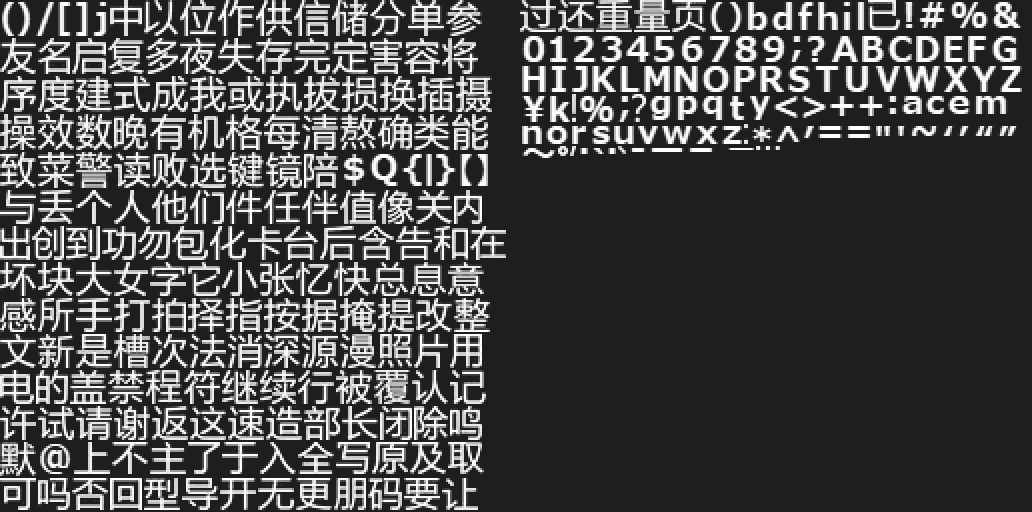 ()/[]j中以位作供信储分单参
友名启复多夜失存完定害容将
序度建式成我或执拔损换插摄
操效数晚有机格每清熬确类能
致菜警读败选键镜陪$Q{|}【】
与丢个人他们件任伴值像关内
出创到功勿包化卡台后含告和在
坏块大女字它小张忆快总息意
感所手打拍择指按据掩提改整
文新是槽次法消深源漫照片用
电的盖禁程符继续行被覆认记
许试请谢返这速造部长闭除鸣
默@上不主了于入全写原及取
可吗否回型导开无更朋码要让
过还重量页()bdfhil已!#%&
0123456789;?ABCDEFG
HIJKLMNOPRSTUVWXYZ
¥k!%;?gpqty<>++:acem
norsuvwxz:*^